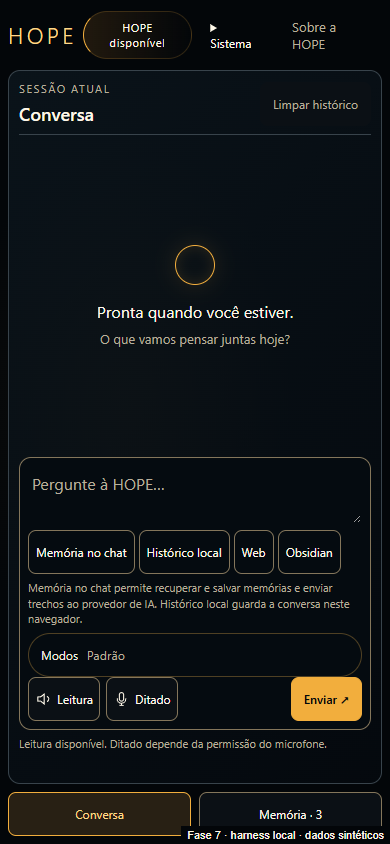 HOPE
HOPE
disponível
▶
Sistema
Sobre a
HOPE
SESSÃO ATUAL
Conversa
Limpar histórico
Pronta quando você estiver.
O que vamos pensar juntas hoje?
Pergunte à HOPE...
Memória no chat Histórico local Web Obsidian
Memória no chat permite recuperar e salvar memórias e enviar
trechos ao provedor de IA. Histórico local guarda a conversa neste
navegador.
Modos Padrão
Leitura Ditado Enviar ↗
Leitura disponível. Ditado depende da permissão do microfone.
Conversa Memória · 3
Fase 7 · harness local · dados sintéticos